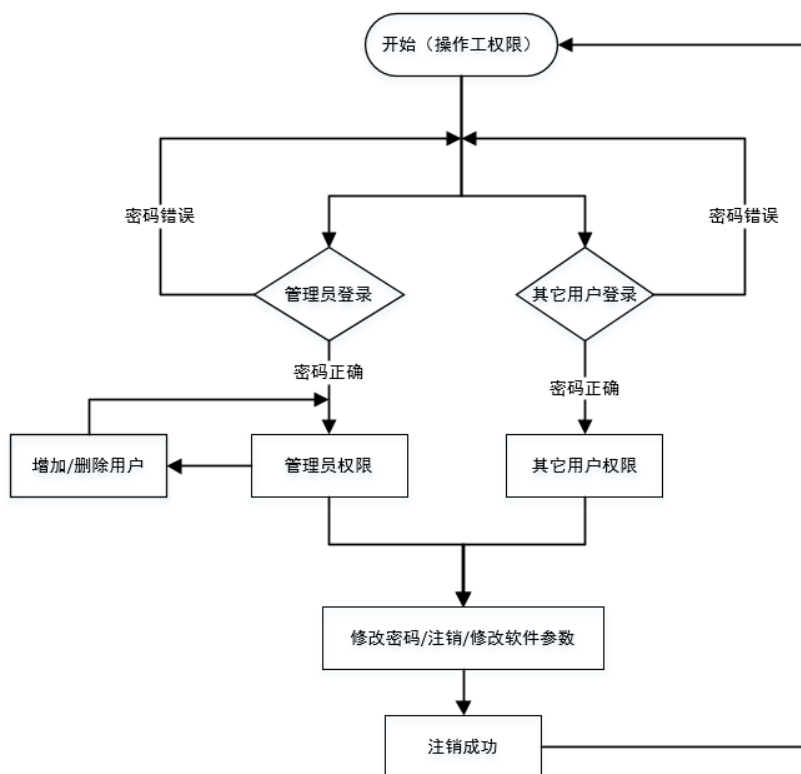 开始（操作工权限）
密码错误
密码错误
管理员登录
其它用户登录
密码正确
密码正确
增加/删除用户
管理员权限
其它用户权限
修改密码/注销/修改软件参数
注销成功